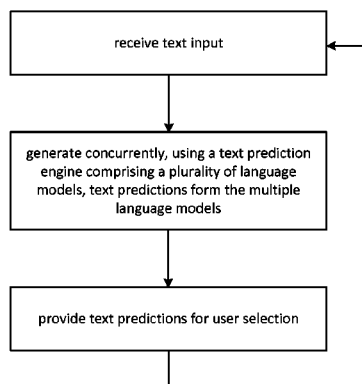 receive text input
generate concurrently, using a text prediction
engine comprising a plurality of language
models, text predictions form the multiple
language models
provide text predictions for user selection